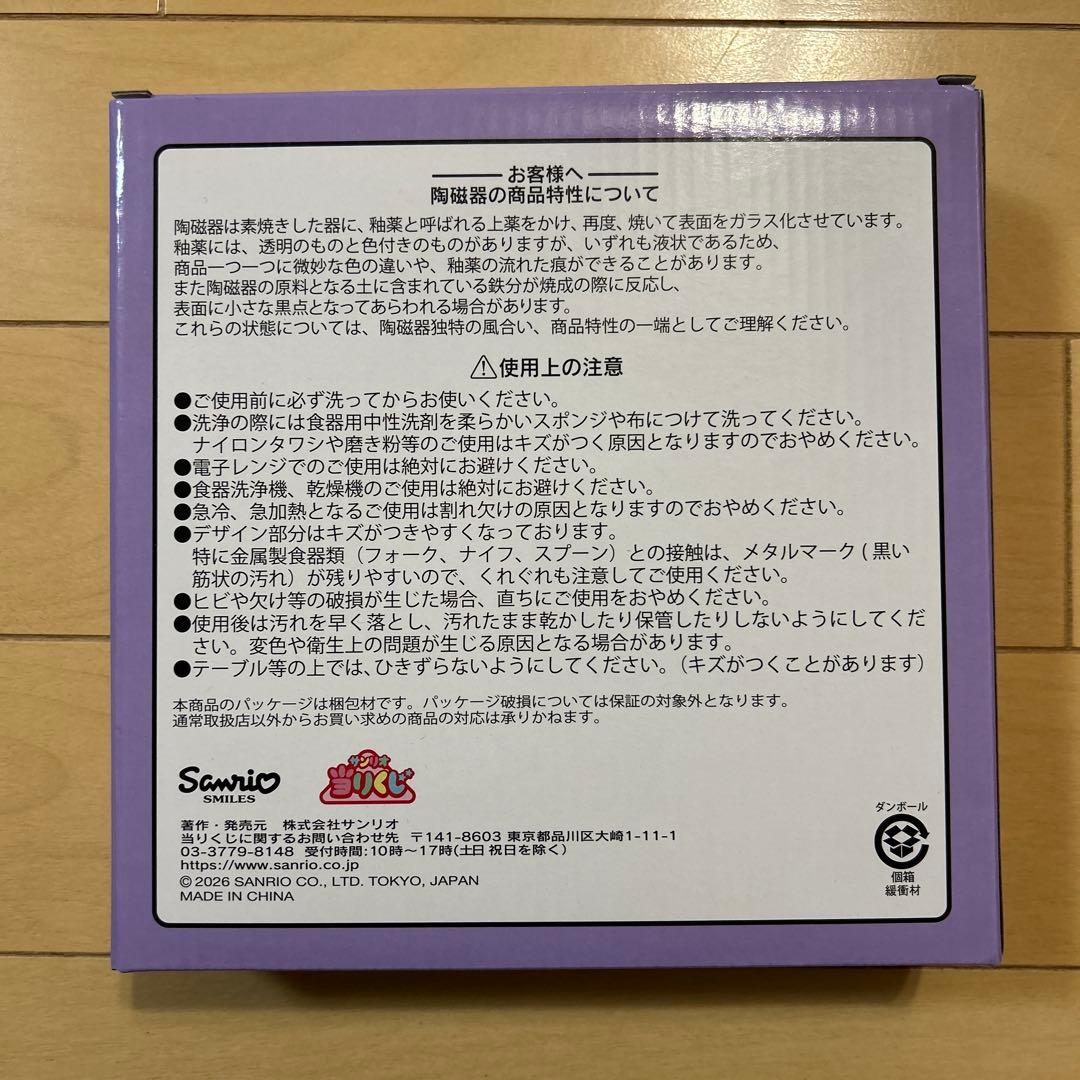 お客様へ
陶磁器の商品特性について
陶磁器は素焼きした器に、釉薬と呼ばれる上薬をかけ、再度、焼いて表面をガラス化させています。
釉薬には、透明のものと色付きのものがありますが、いずれも液状であるため、
商品一つ一つに微妙な色の違いや、釉薬の流れた痕ができることがあります。
また陶磁器の原料となる土に含まれている鉄分が焼成の際に反応し、
表面に小さな黒点となってあらわれる場合があります。
これらの状態については、陶磁器独特の風合い、商品特性の一端としてご理解ください。
⚠使用上の注意
●ご使用前に必ず洗ってからお使いください。
●洗浄の際には食器用中性洗剤を柔らかいスポンジや布につけて洗ってください。
ナイロンタワシや磨き粉等のご使用はキズがつく原因となりますのでおやめください。
●電子レンジでのご使用は絶対にお避けください。
●食器洗浄機、乾燥機のご使用は絶対にお避けください。
●急冷、急加熱となるご使用は割れ欠けの原因となりますのでおやめください。
●デザイン部分はキズがつきやすくなっております。
特に金属製食器類（フォーク、ナイフ、スプーン）との接触は、メタルマーク(黒い
筋状の汚れ）が残りやすいので、くれぐれも注意してご使用ください。
●ヒビや欠け等の破損が生じた場合、直ちにご使用をおやめください。
●使用後は汚れを早く落とし、汚れたまま乾かしたり保管したりしないようにしてくだ
さい。変色や衛生上の問題が生じる原因となる場合があります。
●テーブル等の上では、ひきずらないようにしてください。（キズがつくことがあります）
本商品のパッケージは梱包材です。パッケージ破損については保証の対象外となります。
通常取扱店以外からお買い求めの商品の対応は承りかねます。
Sanrio
SMILES
サンリオ
当りくじ
著作・発売元 株式会社サンリオ
当りくじに関するお問い合わせ先 〒141-8603 東京都品川区大崎1-11-1
03-3779-8148 受付時間:10時～17時(土日祝日を除く)
https://www.sanrio.co.jp
© 2026 SANRIO CO., LTD. TOKYO, JAPAN
MADE IN CHINA
ダンボール
個箱
緩衝材